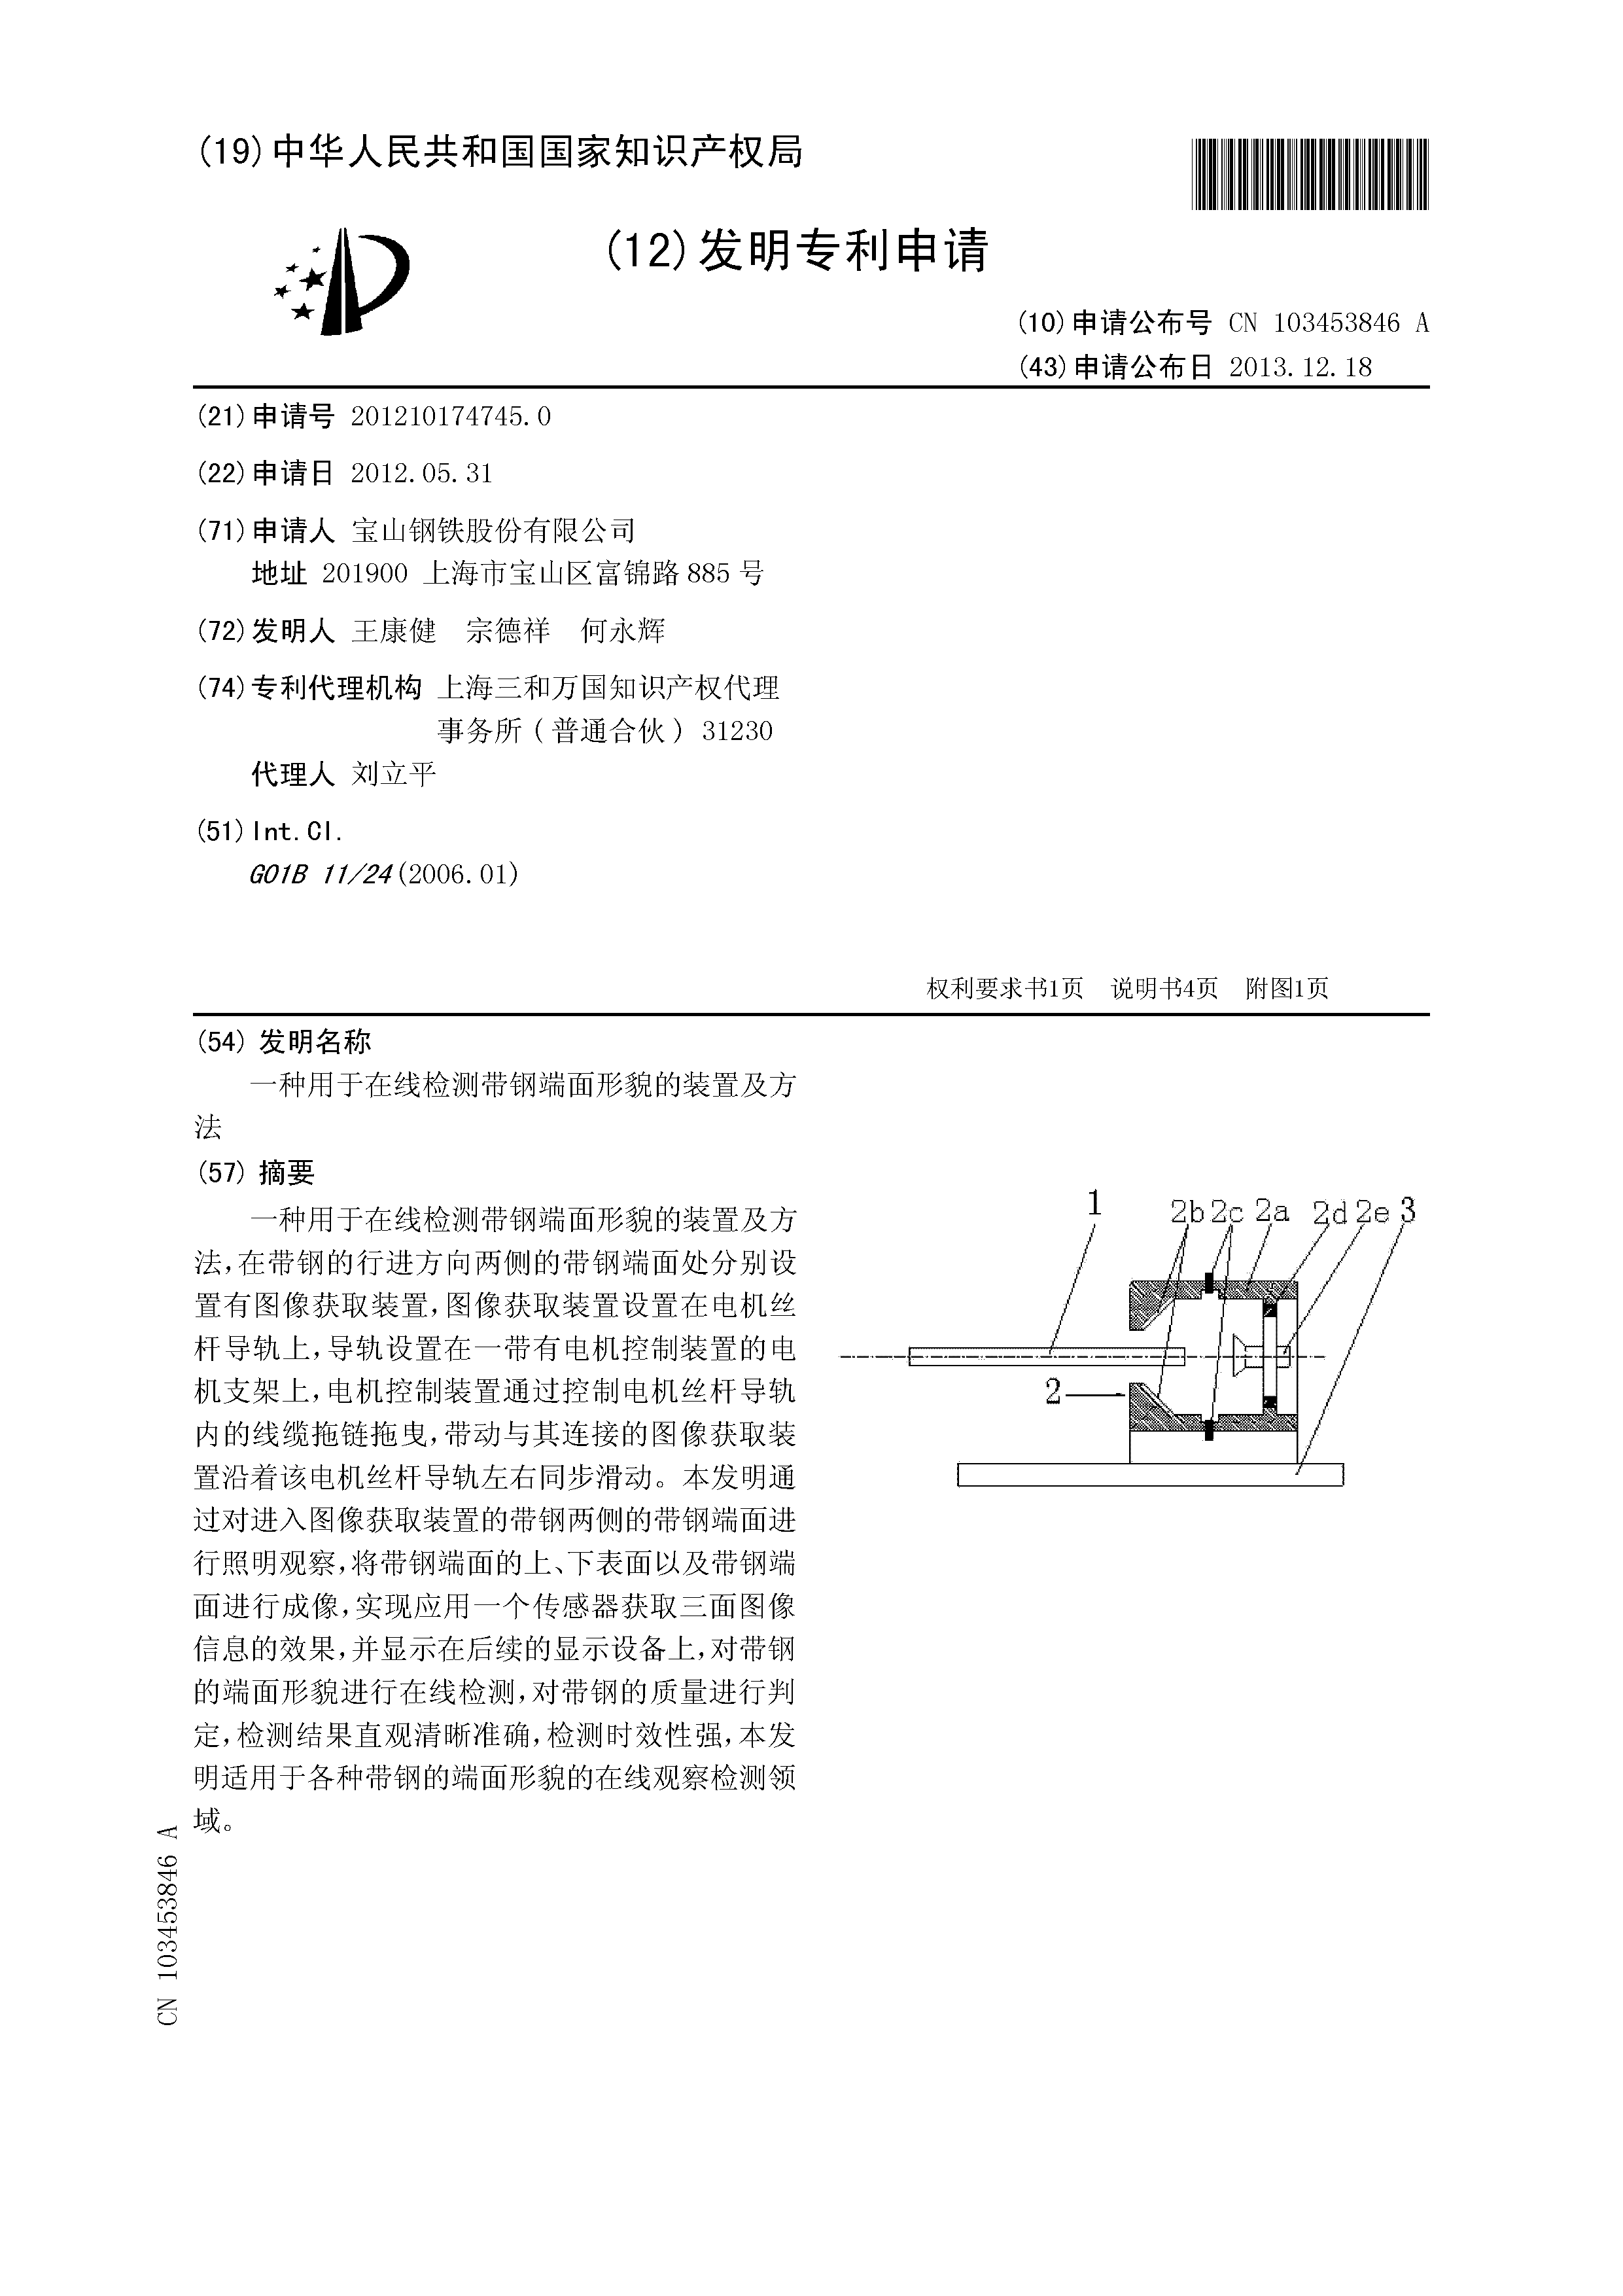 (19)中华人民共和国国家知识产权局
(12)发明专利申请
(10)申请公布号 CN 103453846 A
(43)申请公布日 2013.12.18
(21)申请号 201210174745.0
(22)申请日 2012.05.31
(71)申请人 宝山钢铁股份有限公司
地址 201900 上海市宝山区富锦路 885 号
(72)发明人 王康健 宗德祥 何永辉
(74)专利代理机构 上海三和万国知识产权代理
事务所(普通合伙) 31230
代理人 刘立平
(51)Int.Cl.
G01B 11/24(2006.01)
权利要求书1页 说明书4页 附图1页
(54)发明名称
一种用于在线检测带钢端面形貌的装置及方
法
(57)摘要
一种用于在线检测带钢端面形貌的装置及方
法,在带钢的行进方向两侧的带钢端面处分别设
置有图像获取装置,图像获取装置设置在电机丝
杆导轨上,导轨设置在一带有电机控制装置的电
机支架上,电机控制装置通过控制电机丝杆导轨
内的线缆拖链拖曳,带动与其连接的图像获取装
置沿着该电机丝杆导轨左右同步滑动。本发明通
过对进入图像获取装置的带钢两侧的带钢端面进
行照明观察,将带钢端面的上、下表面以及带钢端
面进行成像,实现应用一个传感器获取三面图像
信息的效果,并显示在后续的显示设备上,对带钢
的端面形貌进行在线检测,对带钢的质量进行判
定,检测结果直观清晰准确,检测时效性强,本发
明适用于各种带钢的端面形貌的在线观察检测领
域。
1 2b 2c 2a 2d 2e 3
2
CN 103453846 A